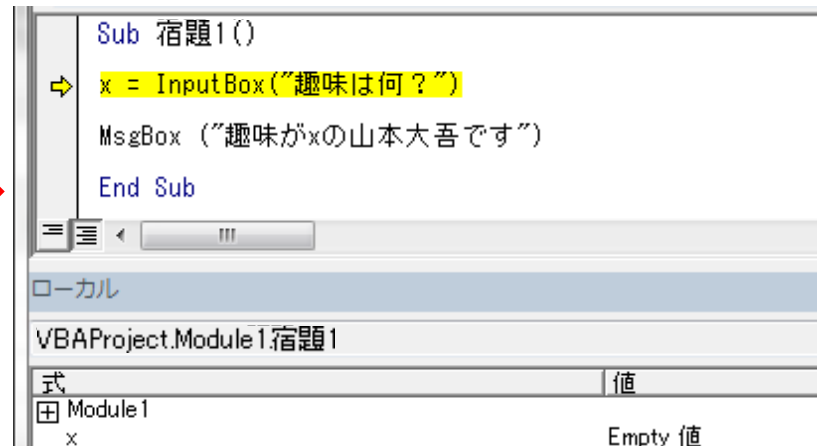 Sub 宿題1()
x = InputBox("趣味は何？")
MsgBox ("趣味がxの山本大吾です")
End Sub
ローカル
VBAProject.Module1.宿題1
式 値
Module1
x Empty 値